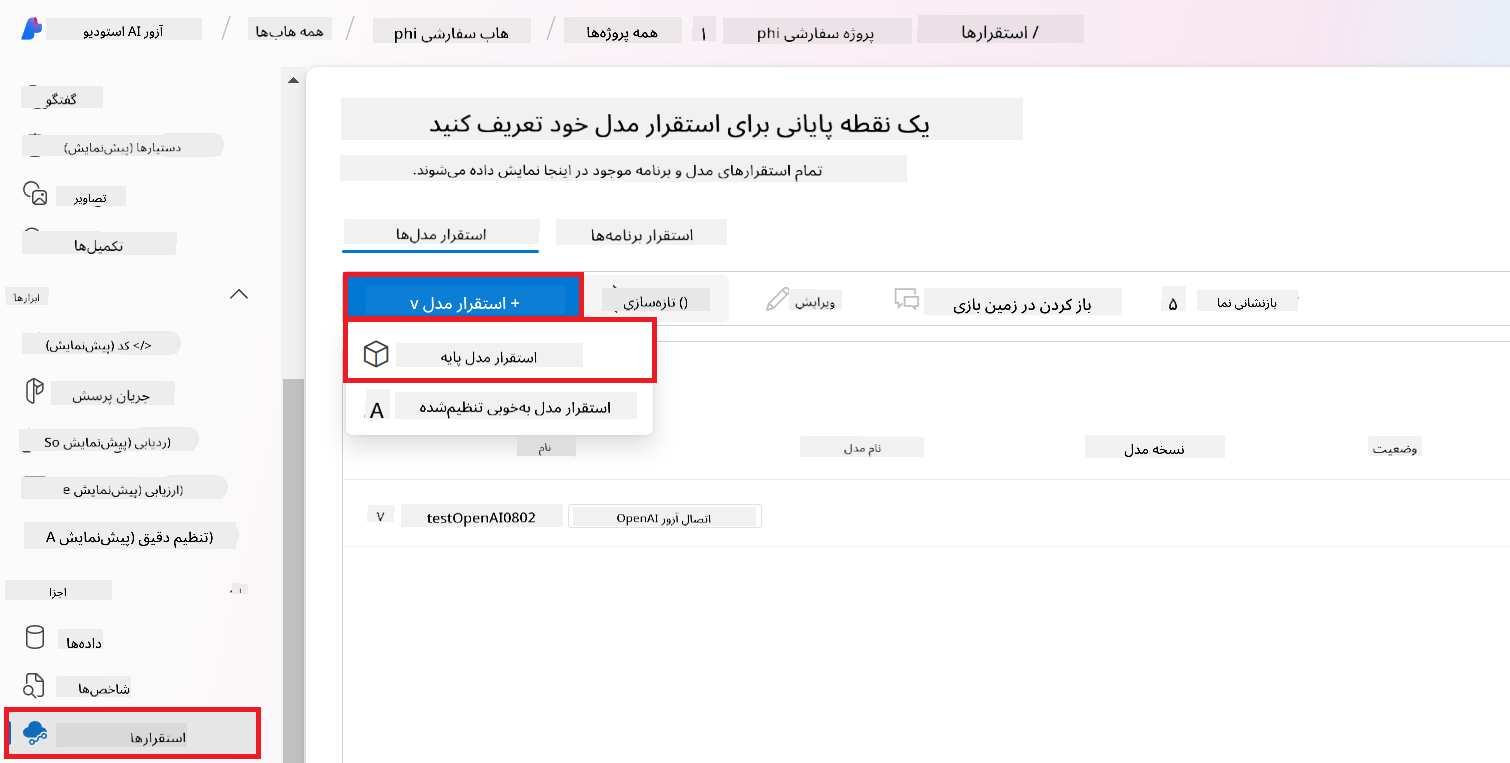 آزور AI استودیو / همه هاب‌ها / هاب سفارشی phi / همه پروژه‌ها ۱ پروژه سفارشی phi / استقرارها
گفتگو
دستیارها (پیش‌نمایش)
تصاویر
تکمیل‌ها
ابزارها
</> کد (پیش‌نمایش)
جریان پرسش
ردیابی (پیش‌نمایش So)
ارزیابی (پیش‌نمایش e)
تنظیم دقیق (پیش‌نمایش A)
اجزا
داده‌ها
شاخص‌ها
استقرارها
یک نقطه پایانی برای استقرار مدل خود تعریف کنید
تمام استقرارهای مدل و برنامه موجود در اینجا نمایش داده می‌شوند.
استقرار مدل‌ها
استقرار برنامه‌ها
+ استقرار مدل v
() تازه‌سازی
ویرایش
باز کردن در زمین بازی
۵ بازنشانی نما
استقرار مدل پایه
A استقرار مدل به‌خوبی تنظیم‌شده
نام
نام مدل
نسخه مدل
وضعیت
٧ testOpenAI0802 اتصال آزور OpenAI